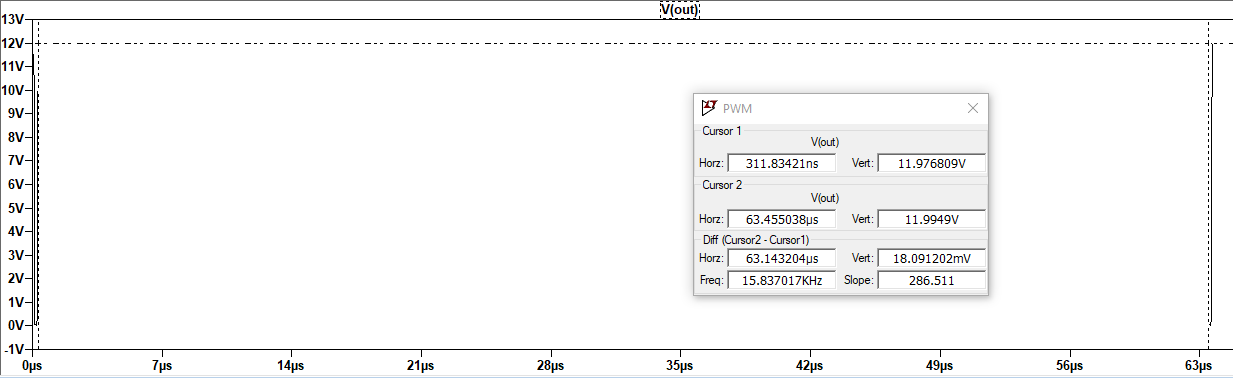 V(out)
13V
12V
11V
10V
9V
8V
7V
6V
5V
4V
3V
2V
1V
0V
-1V
0µs 7µs 14µs 21µs 28µs 35µs 42µs 49µs 56µs 63µs
PWM
Cursor 1
V(out)
Horz: 311.83421ns Vert: 11.976809V
Cursor 2
V(out)
Horz: 63.455038µs Vert: 11.9949V
Diff (Cursor2 - Cursor1)
Horz: 63.143204µs Vert: 18.091202mV
Freq: 15.837017KHz Slope: 286.511